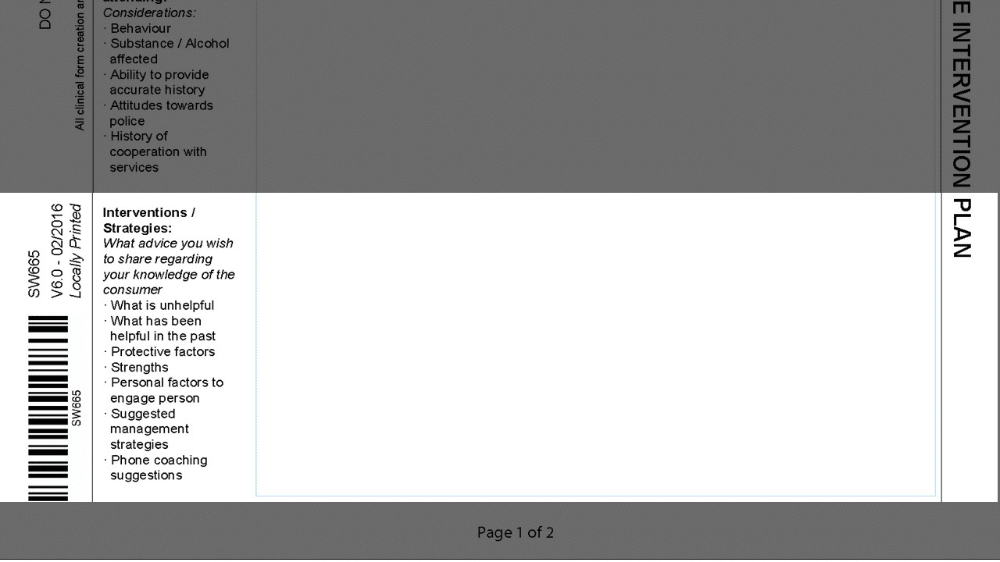 DO N
All clinical form creation an
attending:
Considerations:
· Behaviour
· Substance / Alcohol
affected
· Ability to provide
accurate history
· Attitudes towards
police
· History of
cooperation with
services
E INTERVENTION PLAN
SW665
V6.0 - 02/2016
Locally Printed
SW665
Interventions /
Strategies:
What advice you wish
to share regarding
your knowledge of the
consumer
· What is unhelpful
· What has been
helpful in the past
· Protective factors
· Strengths
· Personal factors to
engage person
· Suggested
management
strategies
· Phone coaching
suggestions
Page 1 of 2